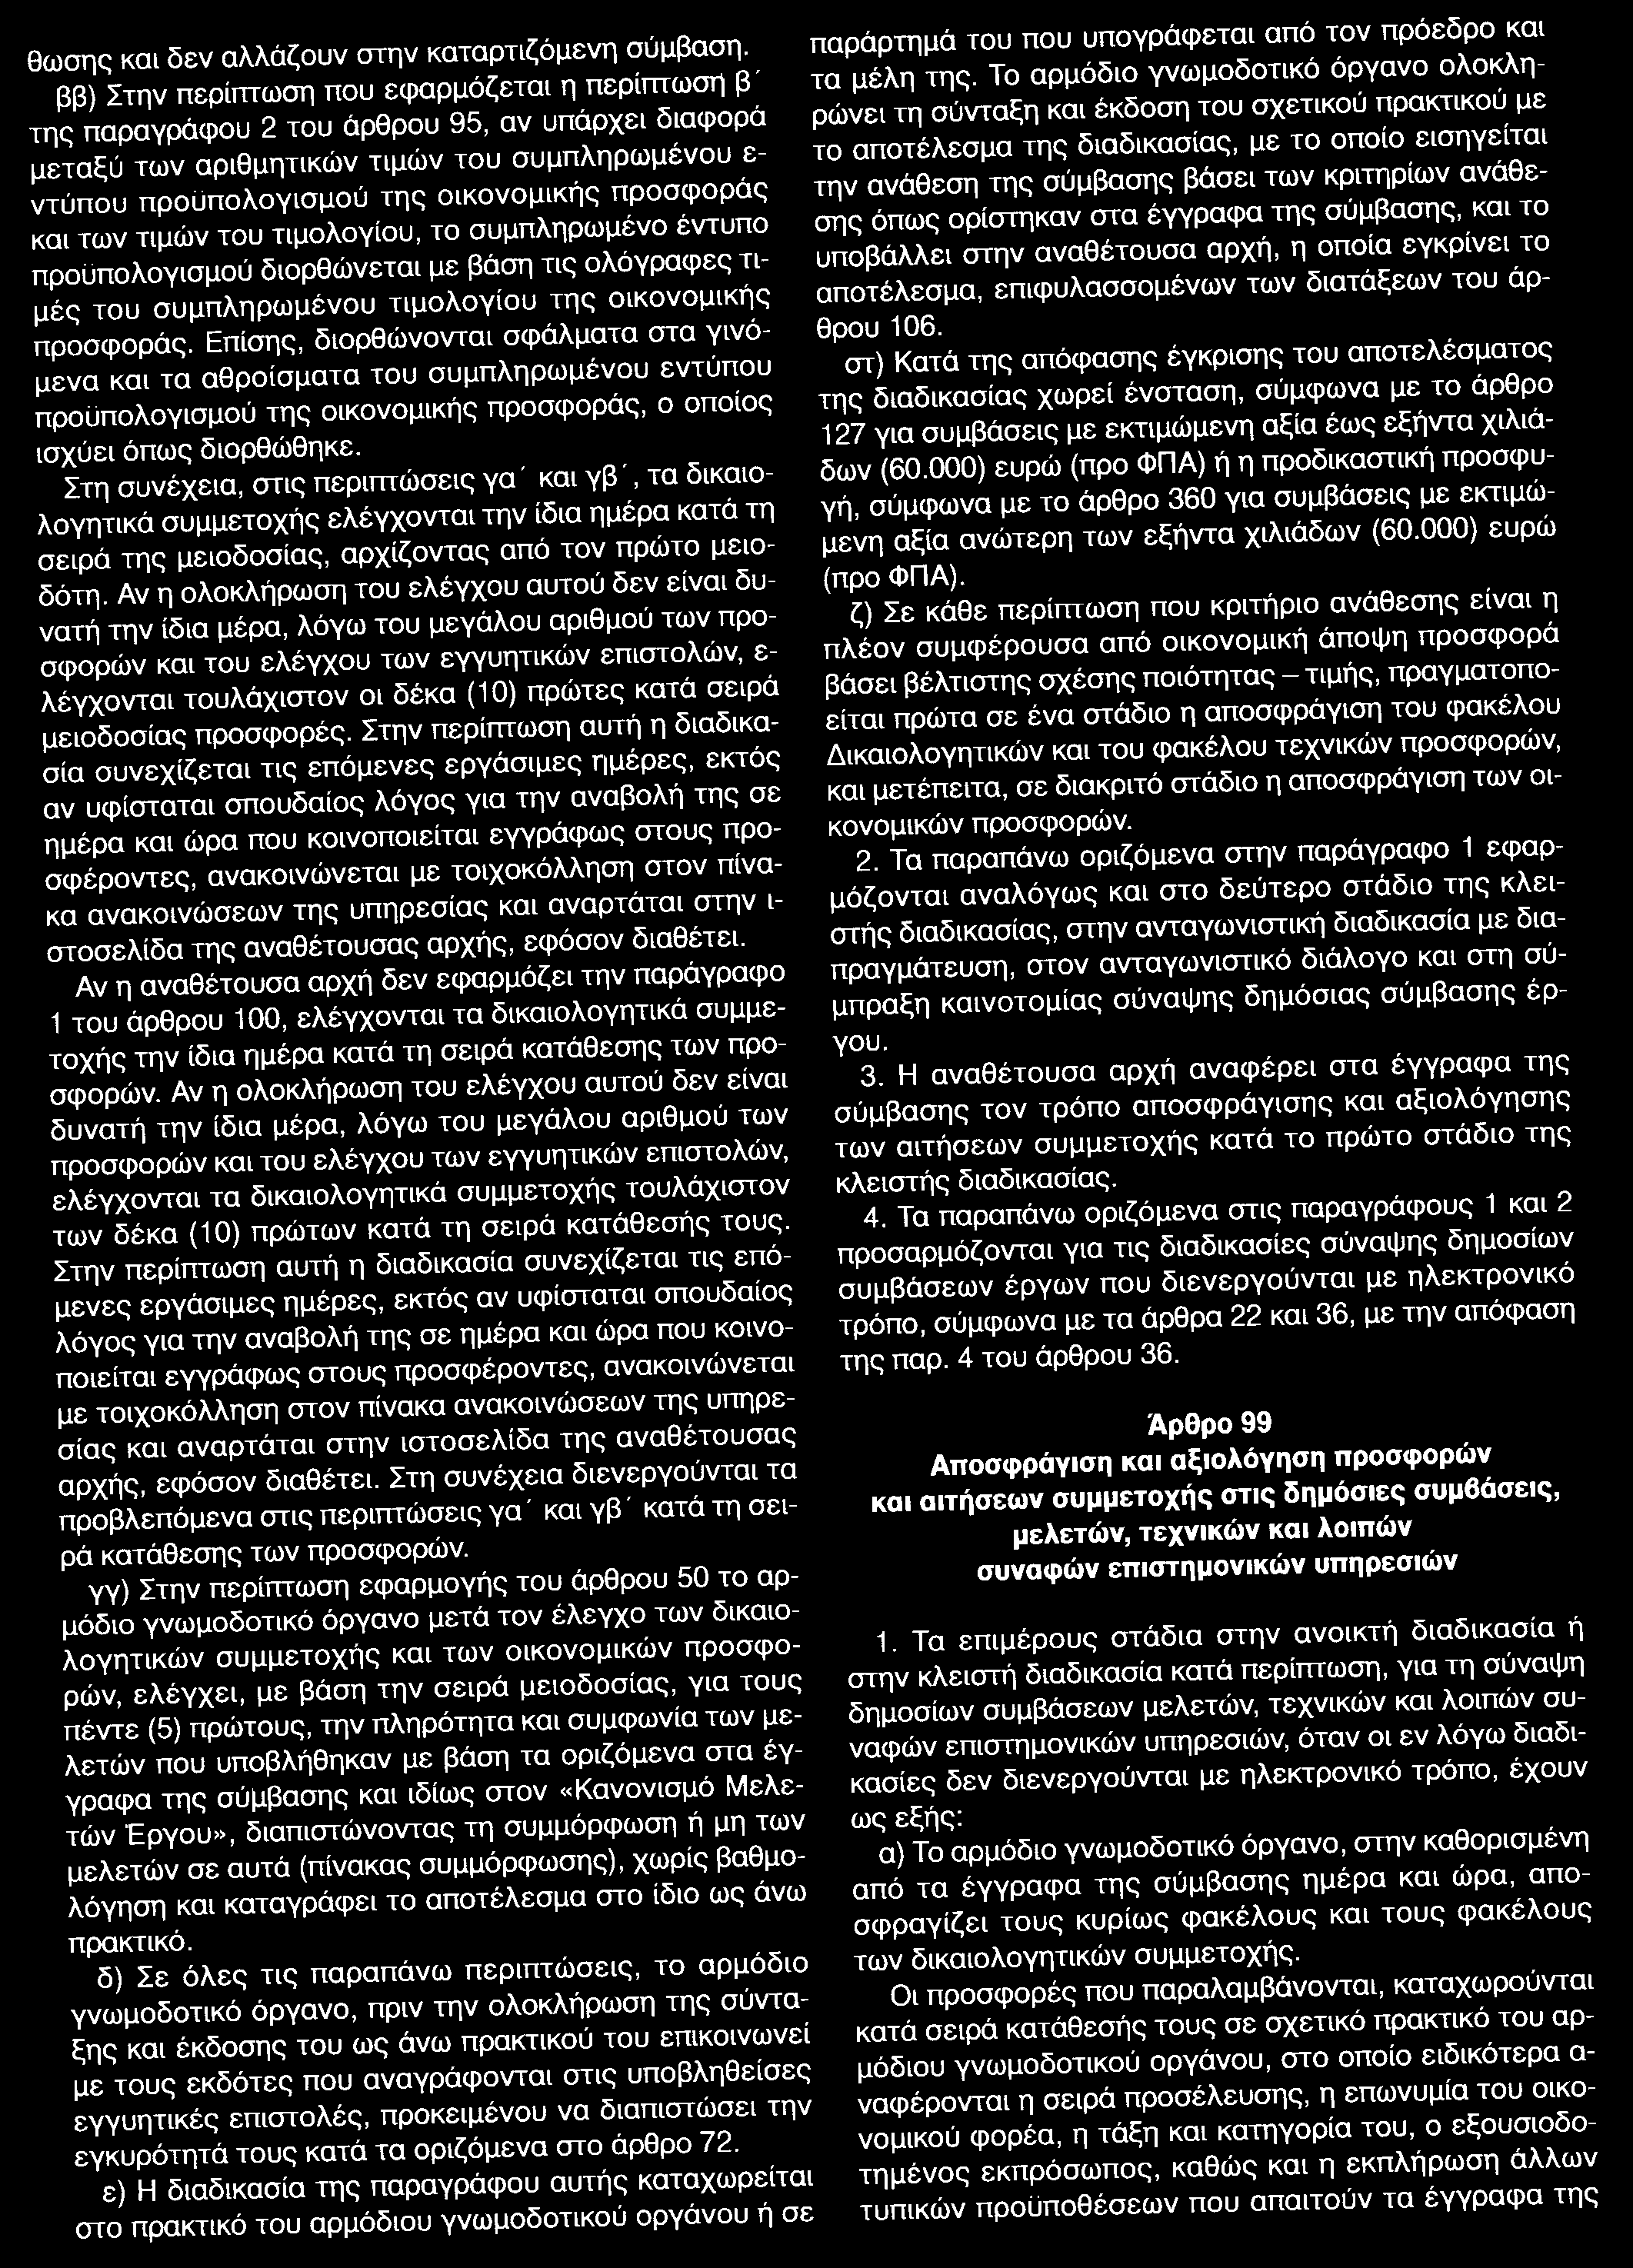 θωσης και δεν αλλάζουν στην καταρτιζόμενη σύμβαση.
ββ) Στην περίπτωση που εφαρμόζεται η περίπτωση β΄
της παραγράφου 2 του άρθρου 95, αν υπάρχει διαφορά
μεταξύ των αριθμητικών τιμών του συμπληρωμένου ε-
ντύπου προϋπολογισμού της οικονομικής προσφοράς
και των τιμών του τιμολογίου, το συμπληρωμένο έντυπο
προϋπολογισμού διορθώνεται με βάση τις ολόγραφες τι-
μές του συμπληρωμένου τιμολογίου της οικονομικής
προσφοράς. Επίσης, διορθώνονται σφάλματα στα γινό-
μενα και τα αθροίσματα του συμπληρωμένου εντύπου
προϋπολογισμού της οικονομικής προσφοράς, ο οποίος
ισχύει όπως διορθώθηκε.
Στη συνέχεια, στις περιπτώσεις γα΄ και γβ΄, τα δικαιο-
λογητικά συμμετοχής ελέγχονται την ίδια ημέρα κατά τη
σειρά της μειοδοσίας, αρχίζοντας από τον πρώτο μειο-
δότη. Αν η ολοκλήρωση του ελέγχου αυτού δεν είναι δυ-
νατή την ίδια μέρα, λόγω του μεγάλου αριθμού των προ-
σφορών και του ελέγχου των εγγυητικών επιστολών, ε-
λέγχονται τουλάχιστον οι δέκα (10) πρώτες κατά σειρά
μειοδοσίας προσφορές. Στην περίπτωση αυτή η διαδικα-
σία συνεχίζεται τις επόμενες εργάσιμες ημέρες, εκτός
αν υφίσταται σπουδαίος λόγος για την αναβολή της σε
ημέρα και ώρα που κοινοποιείται εγγράφως στους προ-
σφέροντες, ανακοινώνεται με τοιχοκόλληση στον πίνα-
κα ανακοινώσεων της υπηρεσίας και αναρτάται στην ι-
στοσελίδα της αναθέτουσας αρχής, εφόσον διαθέτει.
Αν η αναθέτουσα αρχή δεν εφαρμόζει την παράγραφο
1 του άρθρου 100, ελέγχονται τα δικαιολογητικά συμμε-
τοχής την ίδια ημέρα κατά τη σειρά κατάθεσης των προ-
σφορών. Αν η ολοκλήρωση του ελέγχου αυτού δεν είναι
δυνατή την ίδια μέρα, λόγω του μεγάλου αριθμού των
προσφορών και του ελέγχου των εγγυητικών επιστολών,
ελέγχονται τα δικαιολογητικά συμμετοχής τουλάχιστον
των δέκα (10) πρώτων κατά τη σειρά κατάθεσής τους.
Στην περίπτωση αυτή η διαδικασία συνεχίζεται τις επό-
μενες εργάσιμες ημέρες, εκτός αν υφίσταται σπουδαίος
λόγος για την αναβολή της σε ημέρα και ώρα που κοινο-
ποιείται εγγράφως στους προσφέροντες, ανακοινώνεται
με τοιχοκόλληση στον πίνακα ανακοινώσεων της υπηρε-
σίας και αναρτάται στην ιστοσελίδα της αναθέτουσας
αρχής, εφόσον διαθέτει. Στη συνέχεια διενεργούνται τα
προβλεπόμενα στις περιπτώσεις γα΄ και γβ΄ κατά τη σει-
ρά κατάθεσης των προσφορών.
γγ) Στην περίπτωση εφαρμογής του άρθρου 50 το αρ-
μόδιο γνωμοδοτικό όργανο μετά τον έλεγχο των δικαιο-
λογητικών συμμετοχής και των οικονομικών προσφο-
ρών, ελέγχει, με βάση την σειρά μειοδοσίας, για τους
πέντε (5) πρώτους, την πληρότητα και συμφωνία των με-
λετών που υποβλήθηκαν με βάση τα οριζόμενα στα έγ-
γραφα της σύμβασης και ιδίως στον «Κανονισμό Μελε-
τών Έργου», διαπιστώνοντας τη συμμόρφωση ή μη των
μελετών σε αυτά (πίνακας συμμόρφωσης), χωρίς βαθμο-
λόγηση και καταγράφει το αποτέλεσμα στο ίδιο ως άνω
πρακτικό.
δ) Σε όλες τις παραπάνω περιπτώσεις, το αρμόδιο
γνωμοδοτικό όργανο, πριν την ολοκλήρωση της σύντα-
ξης και έκδοσης του ως άνω πρακτικού του επικοινωνεί
με τους εκδότες που αναγράφονται στις υποβληθείσες
εγγυητικές επιστολές, προκειμένου να διαπιστώσει την
εγκυρότητά τους κατά τα οριζόμενα στο άρθρο 72.
ε) Η διαδικασία της παραγράφου αυτής καταχωρείται
στο πρακτικό του αρμόδιου γνωμοδοτικού οργάνου ή σε
παράρτημά του που υπογράφεται από τον πρόεδρο και
τα μέλη της. Το αρμόδιο γνωμοδοτικό όργανο ολοκλη-
ρώνει τη σύνταξη και έκδοση του σχετικού πρακτικού με
το αποτέλεσμα της διαδικασίας, με το οποίο εισηγείται
την ανάθεση της σύμβασης βάσει των κριτηρίων ανάθε-
σης όπως ορίστηκαν στα έγγραφα της σύμβασης, και το
υποβάλλει στην αναθέτουσα αρχή, η οποία εγκρίνει το
αποτέλεσμα, επιφυλασσομένων των διατάξεων του άρ-
θρου 106.
στ) Κατά της απόφασης έγκρισης του αποτελέσματος
της διαδικασίας χωρεί ένσταση, σύμφωνα με το άρθρο
127 για συμβάσεις με εκτιμώμενη αξία έως εξήντα χιλιά-
δων (60.000) ευρώ (προ ΦΠΑ) ή η προδικαστική προσφυ-
γή, σύμφωνα με το άρθρο 360 για συμβάσεις με εκτιμώ-
μενη αξία ανώτερη των εξήντα χιλιάδων (60.000) ευρώ
(προ ΦΠΑ).
ζ) Σε κάθε περίπτωση που κριτήριο ανάθεσης είναι η
πλέον συμφέρουσα από οικονομική άποψη προσφορά
βάσει βέλτιστης σχέσης ποιότητας – τιμής, πραγματοπο-
είται πρώτα σε ένα στάδιο η αποσφράγιση του φακέλου
Δικαιολογητικών και του φακέλου τεχνικών προσφορών,
και μετέπειτα, σε διακριτό στάδιο η αποσφράγιση των οι-
κονομικών προσφορών.
2. Τα παραπάνω οριζόμενα στην παράγραφο 1 εφαρ-
μόζονται αναλόγως και στο δεύτερο στάδιο της κλει-
στής διαδικασίας, στην ανταγωνιστική διαδικασία με δια-
πραγμάτευση, στον ανταγωνιστικό διάλογο και στη σύ-
μπραξη καινοτομίας σύναψης δημόσιας σύμβασης έρ-
γου.
3. Η αναθέτουσα αρχή αναφέρει στα έγγραφα της
σύμβασης τον τρόπο αποσφράγισης και αξιολόγησης
των αιτήσεων συμμετοχής κατά το πρώτο στάδιο της
κλειστής διαδικασίας.
4. Τα παραπάνω οριζόμενα στις παραγράφους 1 και 2
προσαρμόζονται για τις διαδικασίες σύναψης δημοσίων
συμβάσεων έργων που διενεργούνται με ηλεκτρονικό
τρόπο, σύμφωνα με τα άρθρα 22 και 36, με την απόφαση
της παρ. 4 του άρθρου 36.
Άρθρο 99
Αποσφράγιση και αξιολόγηση προσφορών
και αιτήσεων συμμετοχής στις δημόσιες συμβάσεις,
μελετών, τεχνικών και λοιπών
συναφών επιστημονικών υπηρεσιών
1. Τα επιμέρους στάδια στην ανοικτή διαδικασία ή
στην κλειστή διαδικασία κατά περίπτωση, για τη σύναψη
δημοσίων συμβάσεων μελετών, τεχνικών και λοιπών συ-
ναφών επιστημονικών υπηρεσιών, όταν οι εν λόγω διαδι-
κασίες δεν διενεργούνται με ηλεκτρονικό τρόπο, έχουν
ως εξής:
α) Το αρμόδιο γνωμοδοτικό όργανο, στην καθορισμένη
από τα έγγραφα της σύμβασης ημέρα και ώρα, απο-
σφραγίζει τους κυρίως φακέλους και τους φακέλους
των δικαιολογητικών συμμετοχής.
Οι προσφορές που παραλαμβάνονται, καταχωρούνται
κατά σειρά κατάθεσής τους σε σχετικό πρακτικό του αρ-
μόδιου γνωμοδοτικού οργάνου, στο οποίο ειδικότερα α-
ναφέρονται η σειρά προσέλευσης, η επωνυμία του οικο-
νομικού φορέα, η τάξη και κατηγορία του, ο εξουσιοδο-
τημένος εκπρόσωπος, καθώς και η εκπλήρωση άλλων
τυπικών προϋποθέσεων που απαιτούν τα έγγραφα της